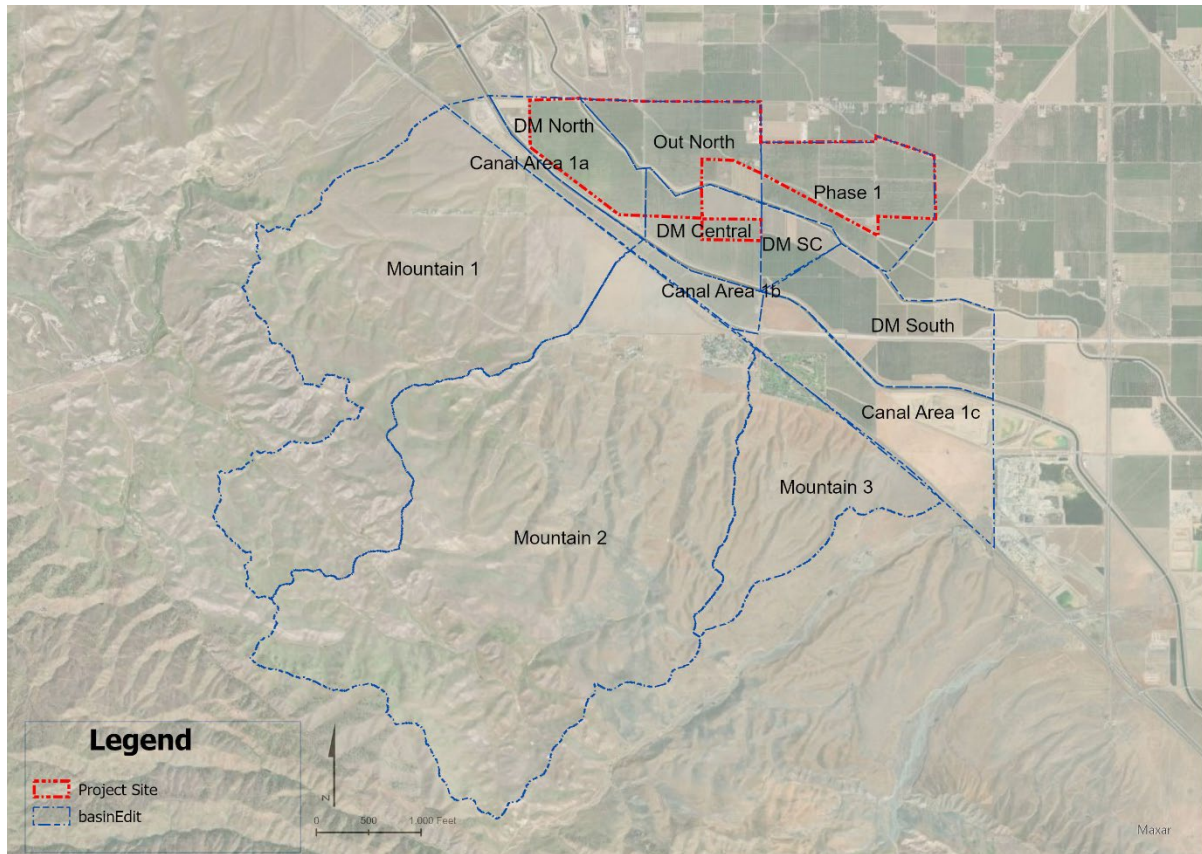 DM North
Out North
Canal Area 1a
Phase 1
DM Central
DM SC
Mountain 1
Canal Area 1b
DM South
Canal Area 1c
Mountain 3
Mountain 2
Legend
Project Site
basinEdit
N
0 500 1,000 Feet
Maxar